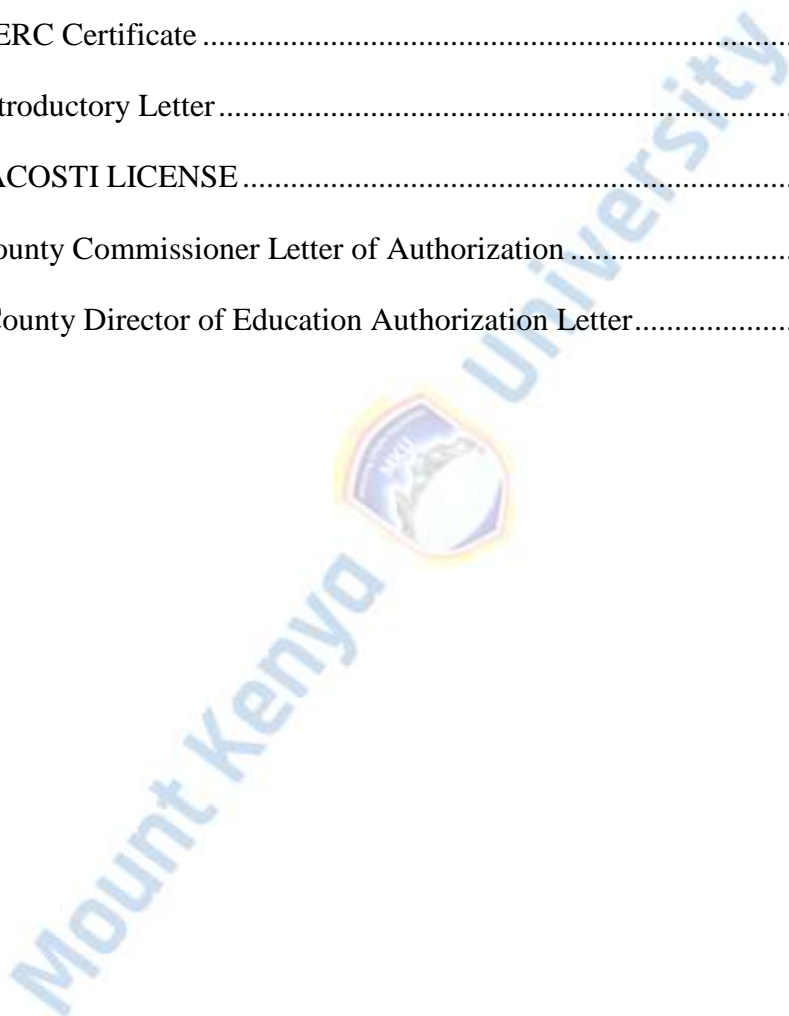 ERC Certificate ....................................................................................
troductory Letter ..................................................................................
ACOSTI LICENSE ...............................................................................
ounty Commissioner Letter of Authorization ......................................
County Director of Education Authorization Letter..............................
Mount Kenya University
MKU